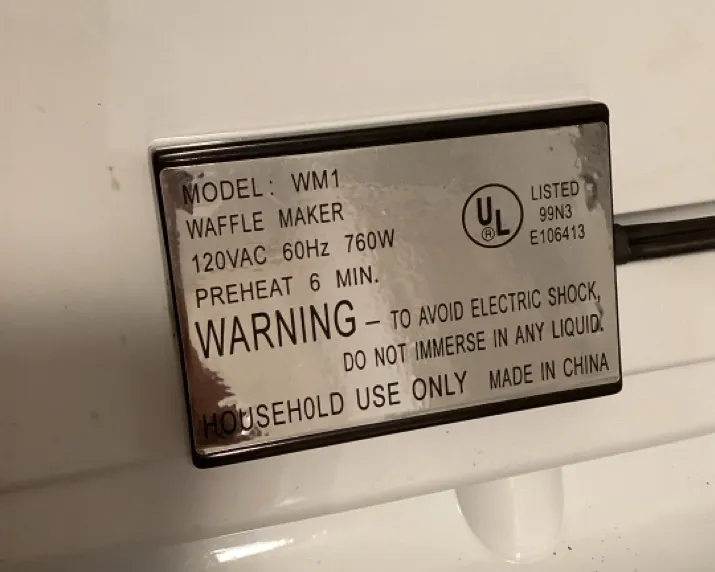 MODEL: WM1
WAFFLE MAKER
120VAC 60Hz 760W
PREHEAT 6 MIN.
UL ®
LISTED
99N3
E106413
WARNING – TO AVOID ELECTRIC SHOCK,
DO NOT IMMERSE IN ANY LIQUID.
HOUSEHOLD USE ONLY MADE IN CHINA